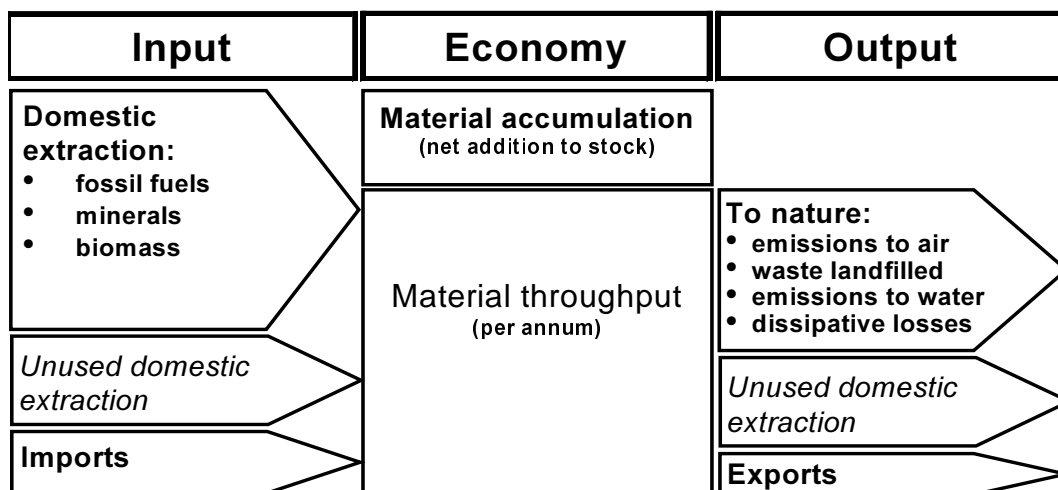 Input
Economy
Output
Domestic
extraction:
• fossil fuels
• minerals
• biomass
Unused domestic
extraction
Imports
Material accumulation
(net addition to stock)
Material throughput
(per annum)
To nature:
• emissions to air
• waste landfilled
• emissions to water
• dissipative losses
Unused domestic
extraction
Exports